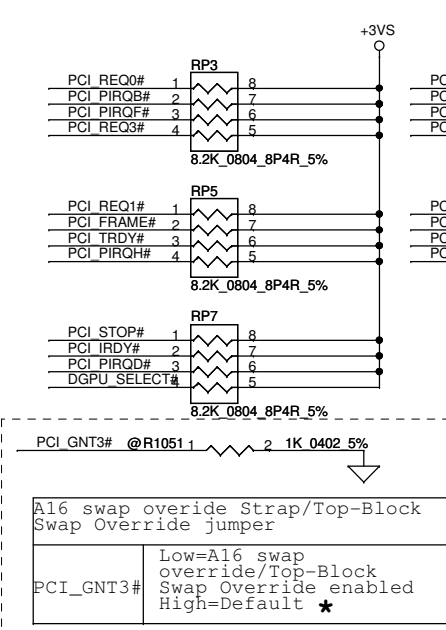 +3VS
RP3
PCI_REQ0# 1 8
PCI_PIRQB# 2 7
PCI_PIRQF# 3 6
PCI_REQ3# 4 5
8.2K_0804_8P4R_5%
RP5
PCI_REQ1# 1 8
PCI_FRAME# 2 7
PCI_TRDY# 3 6
PCI_PIRQH# 4 5
8.2K_0804_8P4R_5%
RP7
PCI_STOP# 1 8
PCI_IRDY# 2 7
PCI_PIRQD# 3 6
DGPU_SELECT# 4 5
8.2K_0804_8P4R_5%
PCI_GNT3# @ R1051 1 2 1K_0402_5%
A16 swap overide Strap/Top-Block
Swap Override jumper
PCI_GNT3#
Low=A16 swap
override/Top-Block
Swap Override enabled
High=Default ★